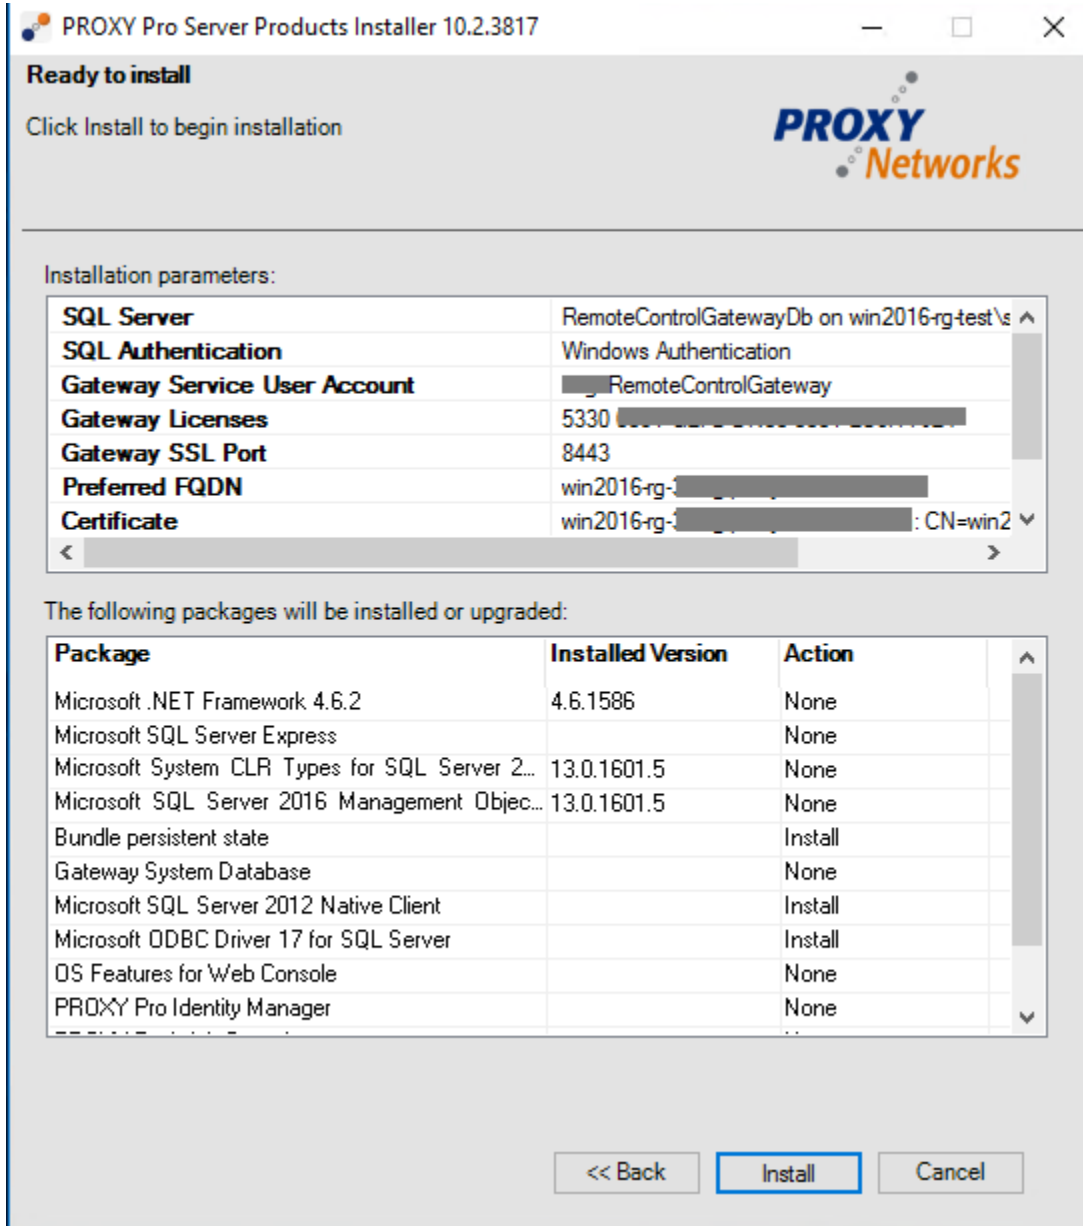 PROXY Pro Server Products Installer 10.2.3817
Ready to install
Click Install to begin installation
PROXY
Networks
Installation parameters:
SQL Server RemoteControlGatewayDb on win2016-rg-test\s
SQL Authentication Windows Authentication
Gateway Service User Account RemoteControlGateway
Gateway Licenses 5330
Gateway SSL Port 8443
Preferred FQDN win2016-rg-
Certificate win2016-rg- : CN=win2
The following packages will be installed or upgraded:
Package Installed Version Action
Microsoft .NET Framework 4.6.2 4.6.1586 None
Microsoft SQL Server Express None
Microsoft System CLR Types for SQL Server 2... 13.0.1601.5 None
Microsoft SQL Server 2016 Management Objec... 13.0.1601.5 None
Bundle persistent state Install
Gateway System Database None
Microsoft SQL Server 2012 Native Client Install
Microsoft ODBC Driver 17 for SQL Server Install
OS Features for Web Console None
PROXY Pro Identity Manager None
<< Back Install Cancel